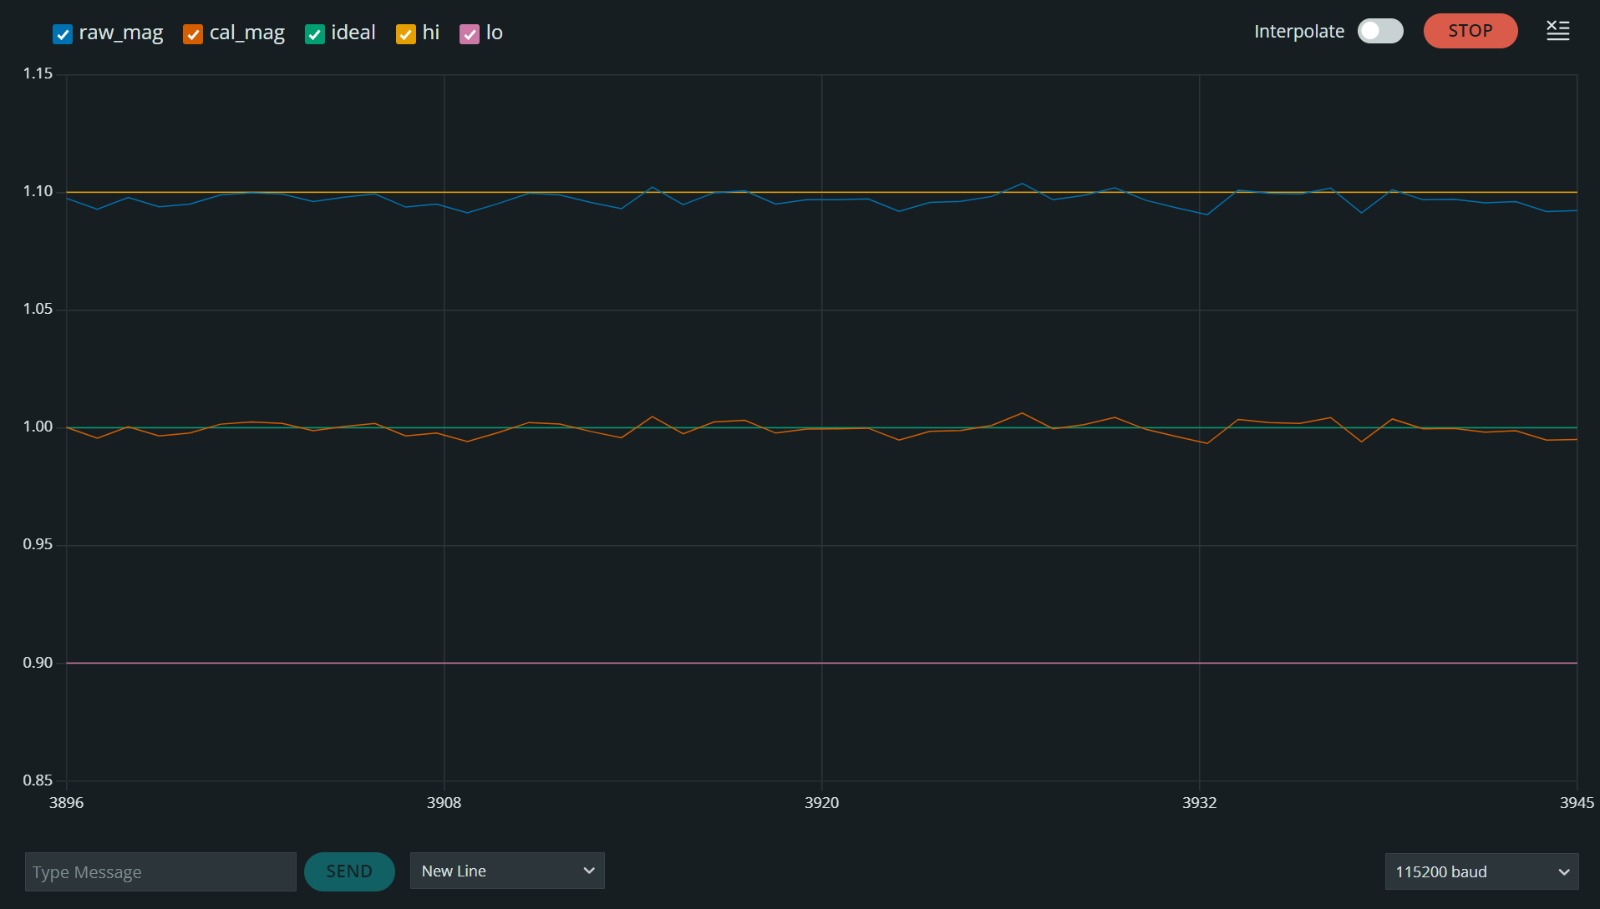 raw_mag cal_mag ideal hi lo Interpolate STOP
1.15
1.10
1.05
1.00
0.95
0.90
0.85
3896 3908 3920 3932 3945
Type Message SEND New Line 115200 baud